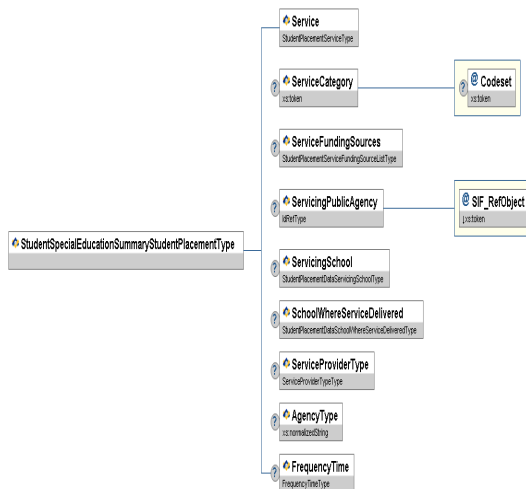 Service
StudentPlacementServiceType
? ServiceCategory
xs:token
? @ Codeset
xs:token
? ServiceFundingSources
StudentPlacementServiceFundingSourceListType
? ServicingPublicAgency
IdRefType
@ SIF_RefObject
j:xs:token
StudentSpecialEducationSummaryStudentPlacementType
? ServicingSchool
StudentPlacementDataServicingSchoolType
? SchoolWhereServiceDelivered
StudentPlacementDataSchoolWhereServiceDeliveredType
? ServiceProviderType
ServiceProviderTypeType
? AgencyType
xs:normalizedString
? FrequencyTime
FrequencyTimeType